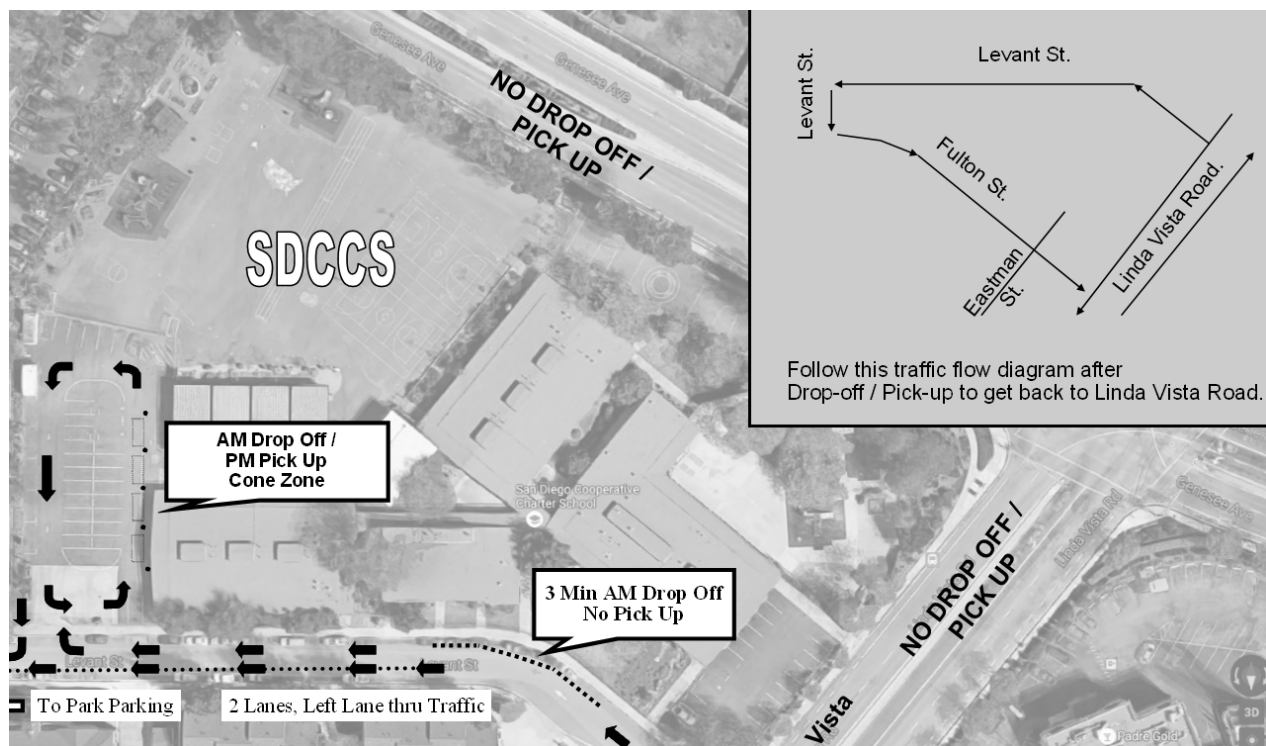 Genesee Ave
Genesee Ave
NO DROP OFF /
PICK UP
SDCCS
Levant St.
Levant St.
Fulton St.
Eastman
St.
Linda Vista Road.
Follow this traffic flow diagram after
Drop-off / Pick-up to get back to Linda Vista Road.
AM Drop Off /
PM Pick Up
Cone Zone
San Diego Cooperative
Charter School
Genesee Ave
Linda Vista Rd
NO DROP OFF /
PICK UP
3 Min AM Drop Off
No Pick Up
Levant St
Levant St
To Park Parking
2 Lanes, Left Lane thru Traffic
Vista
Padre Gold
3D